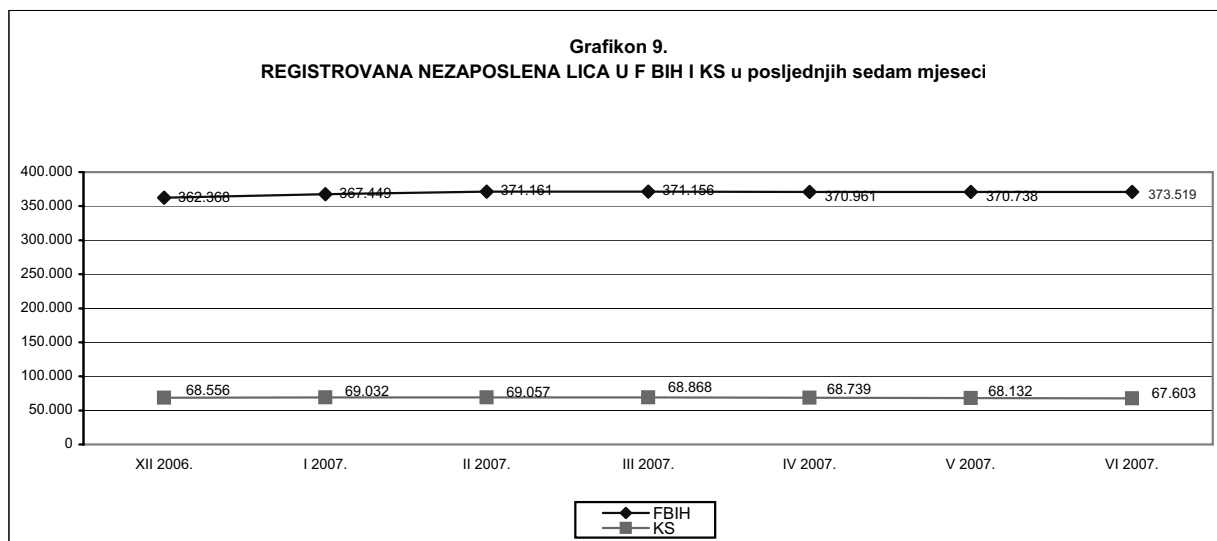 Grafikon 9.
REGISTROVANA NEZAPOSLENA LICA U F BIH I KS u posljednjih sedam mjeseci
400.000
350.000
300.000
250.000
200.000
150.000
100.000
50.000
0
362.368 367.449 371.161 371.156 370.961 370.738 373.519
68.556 69.032 69.057 68.868 68.739 68.132 67.603
XII 2006. I 2007. II 2007. III 2007. IV 2007. V 2007. VI 2007.
FBIH
KS